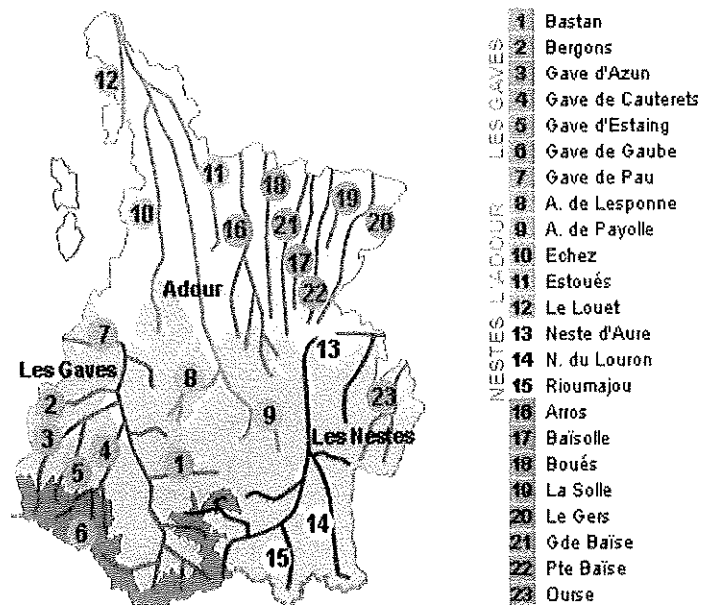 12
11
18
19
20
10
16
21
17
22
Adour
7
13
Les Gaves
8
2
23
3
9
Les Nestes
4
5
1
14
6
15
LES GAVES
L'ADOUR
NESTES
1 Bastan
2 Bergons
3 Gave d'Azun
4 Gave de Cauterets
5 Gave d'Estaing
6 Gave de Gaube
7 Gave de Pau
8 A. de Lesponne
9 A. de Payolle
10 Echez
11 Estoués
12 Le Louet
13 Neste d'Aure
14 N. du Louron
15 Rioumajou
16 Arros
17 Baïsolle
18 Boués
19 La Solle
20 Le Gers
21 Gde Baïse
22 Pte Baïse
23 Ourse